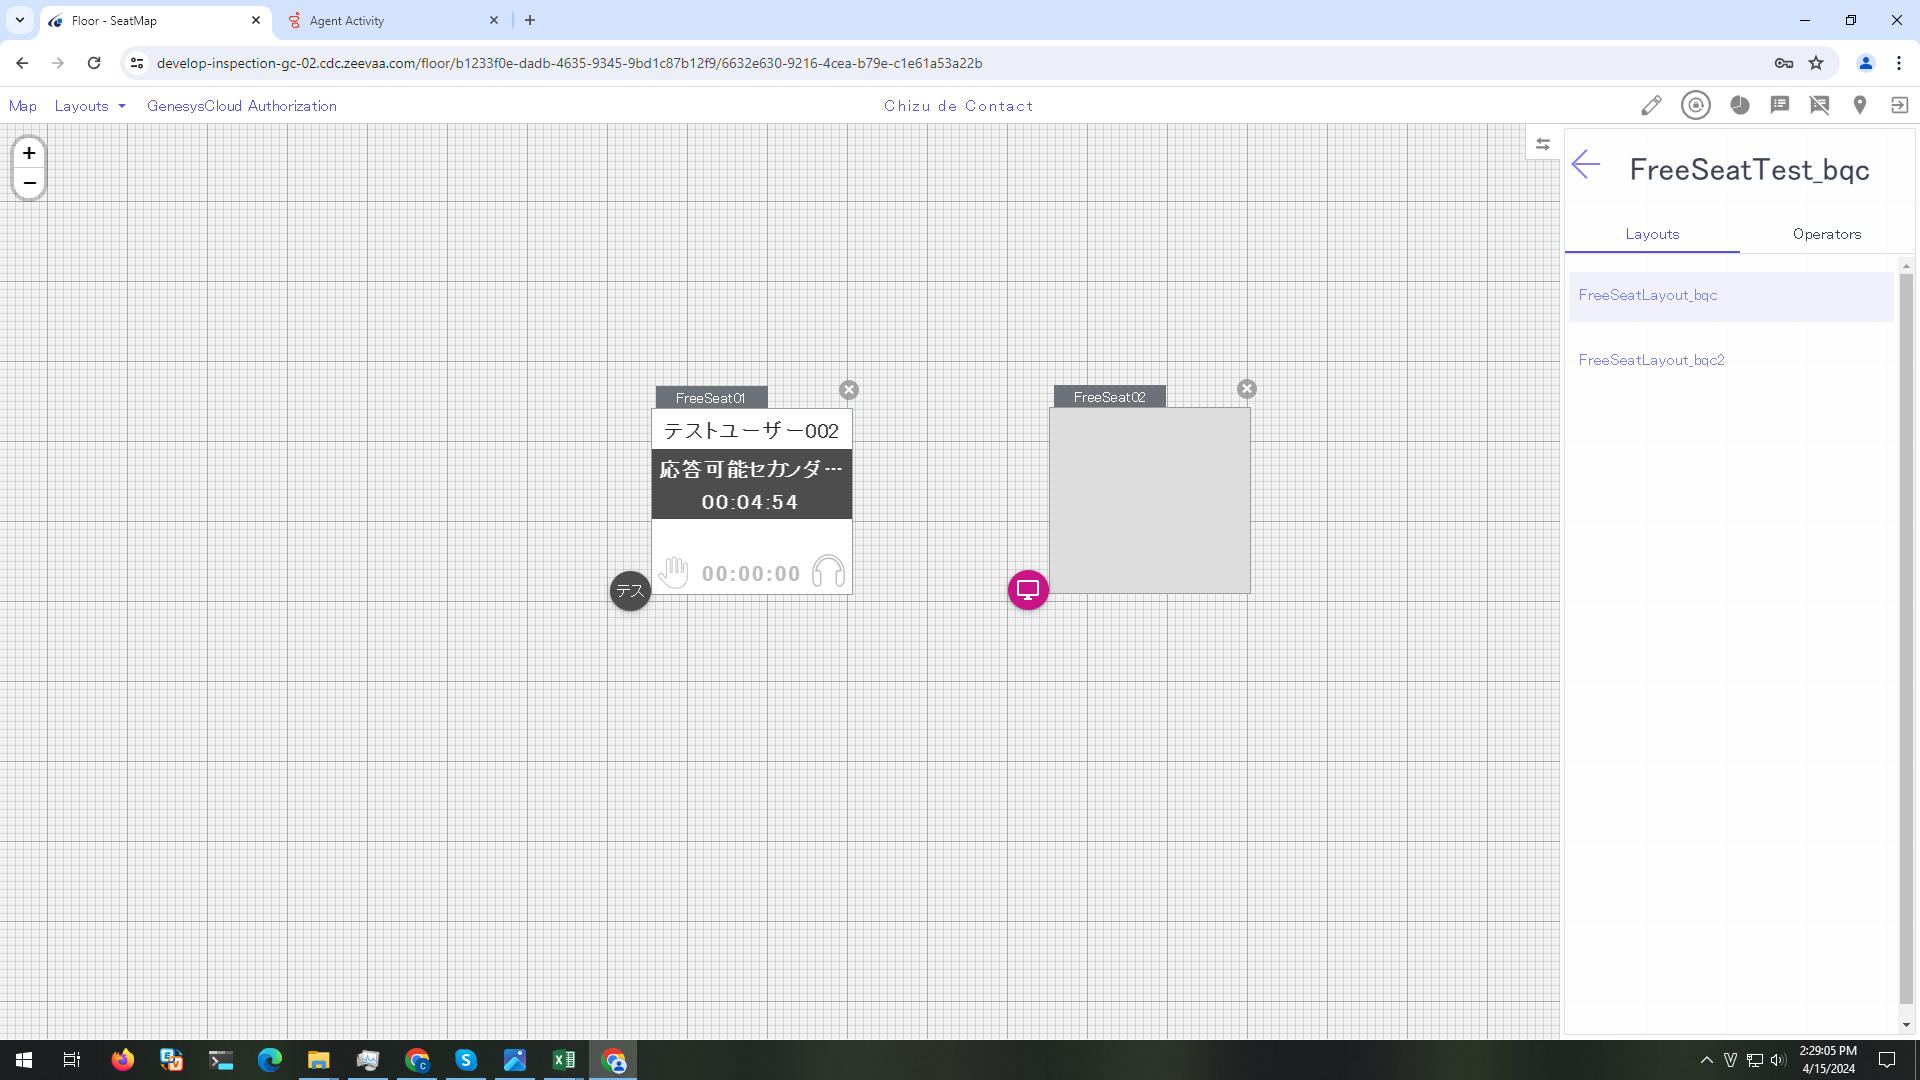 Floor - SeatMap
Agent Activity
develop-inspection-gc-02.cdc.zeevaa.com/floor/b1233f0e-dadb-4635-9345-9bd1c87b12f9/6632e630-9216-4cea-b79e-c1e61a53a22b
Map Layouts GenesysCloud Authorization
Chizu de Contact
FreeSeatTest_bqc
Layouts Operators
FreeSeatLayout_bqc
FreeSeatLayout_bqc2
FreeSeat01
テストユーザー002
応答可能セカンダ…
00:04:54
00:00:00
テス
FreeSeat02
2:29:05 PM
4/15/2024